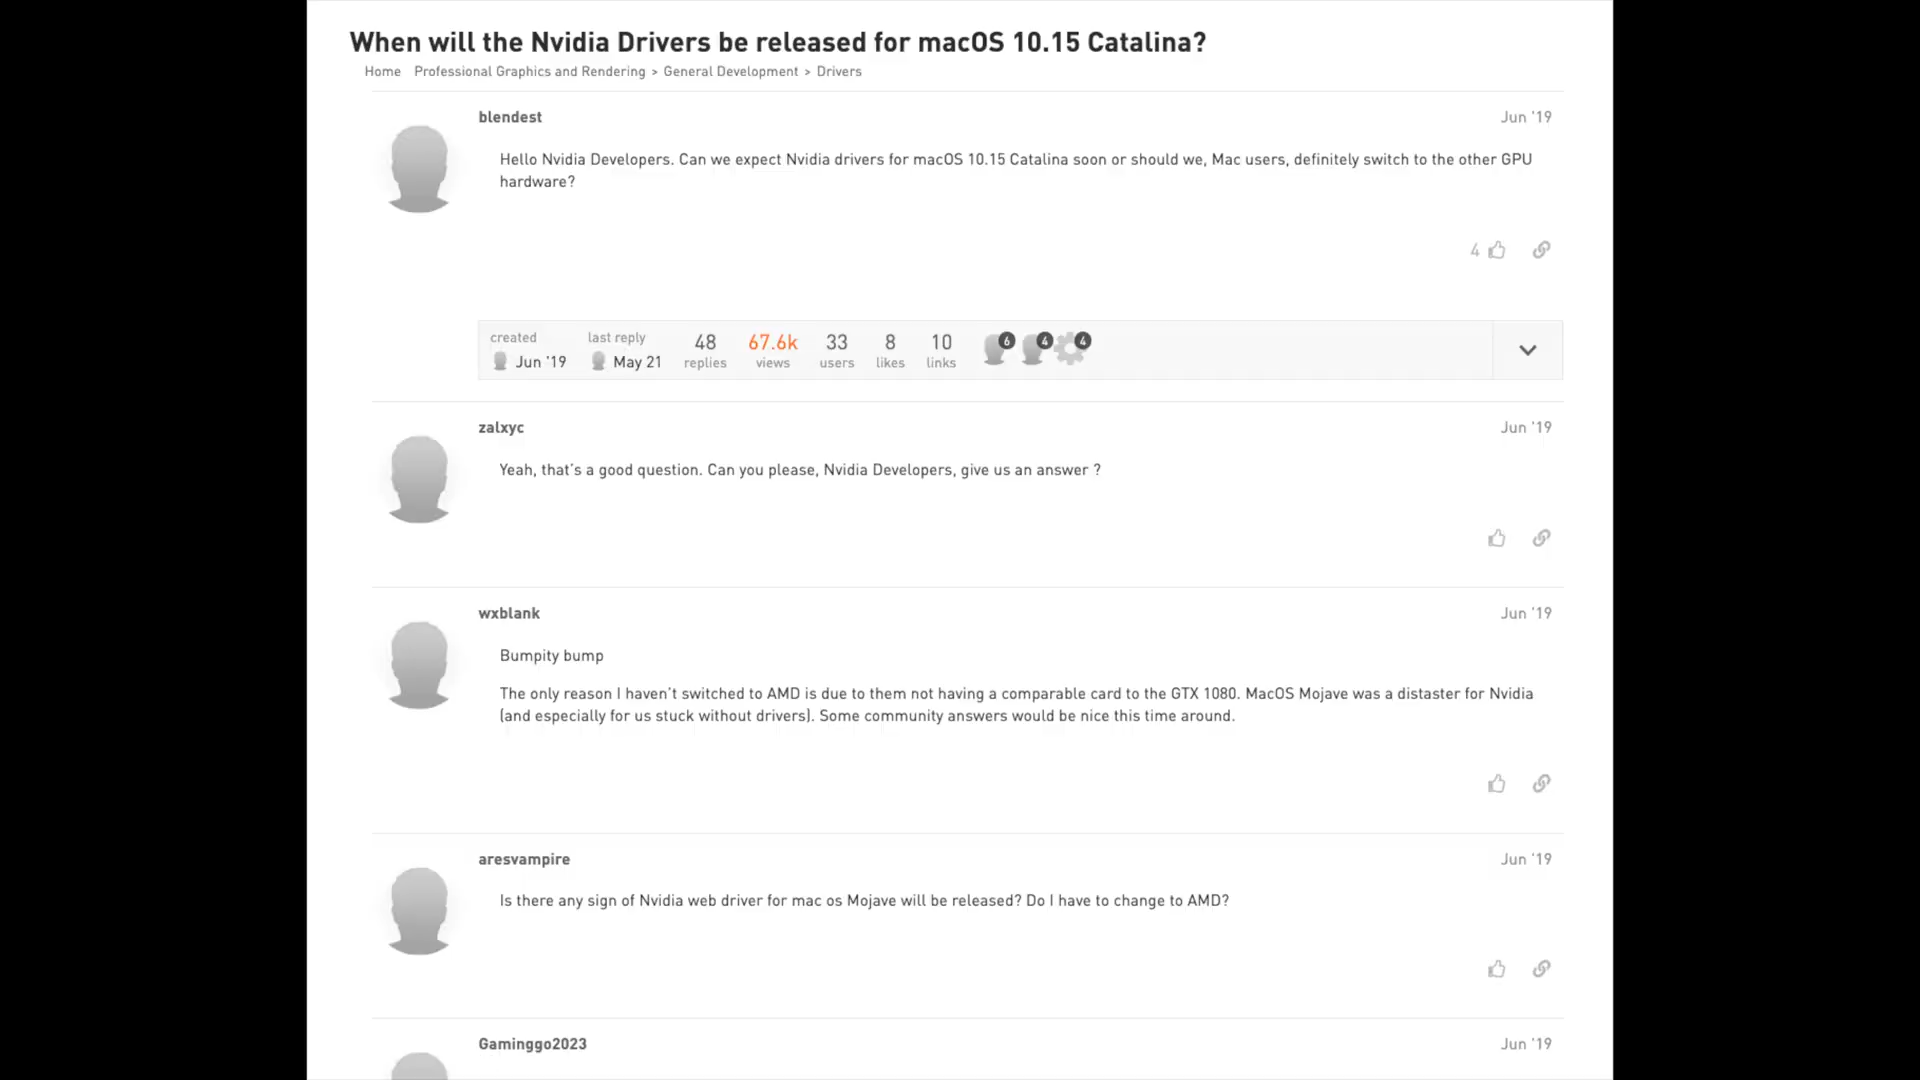 When will the Nvidia Drivers be released for macOS 10.15 Catalina?
Home Professional Graphics and Rendering > General Development > Drivers
blendest Jun '19
Hello Nvidia Developers. Can we expect Nvidia drivers for macOS 10.15 Catalina soon or should we, Mac users, definitely switch to the other GPU
hardware?
4
created last reply 48 67.6k 33 8 10 6 4 4
Jun '19 May 21 replies views users likes links
zalxyc Jun '19
Yeah, that's a good question. Can you please, Nvidia Developers, give us an answer ?
wxblank Jun '19
Bumpity bump
The only reason I haven't switched to AMD is due to them not having a comparable card to the GTX 1080. MacOS Mojave was a distaster for Nvidia
(and especially for us stuck without drivers). Some community answers would be nice this time around.
aresvampire Jun '19
Is there any sign of Nvidia web driver for mac os Mojave will be released? Do I have to change to AMD?
Gaminggo2023 Jun '19